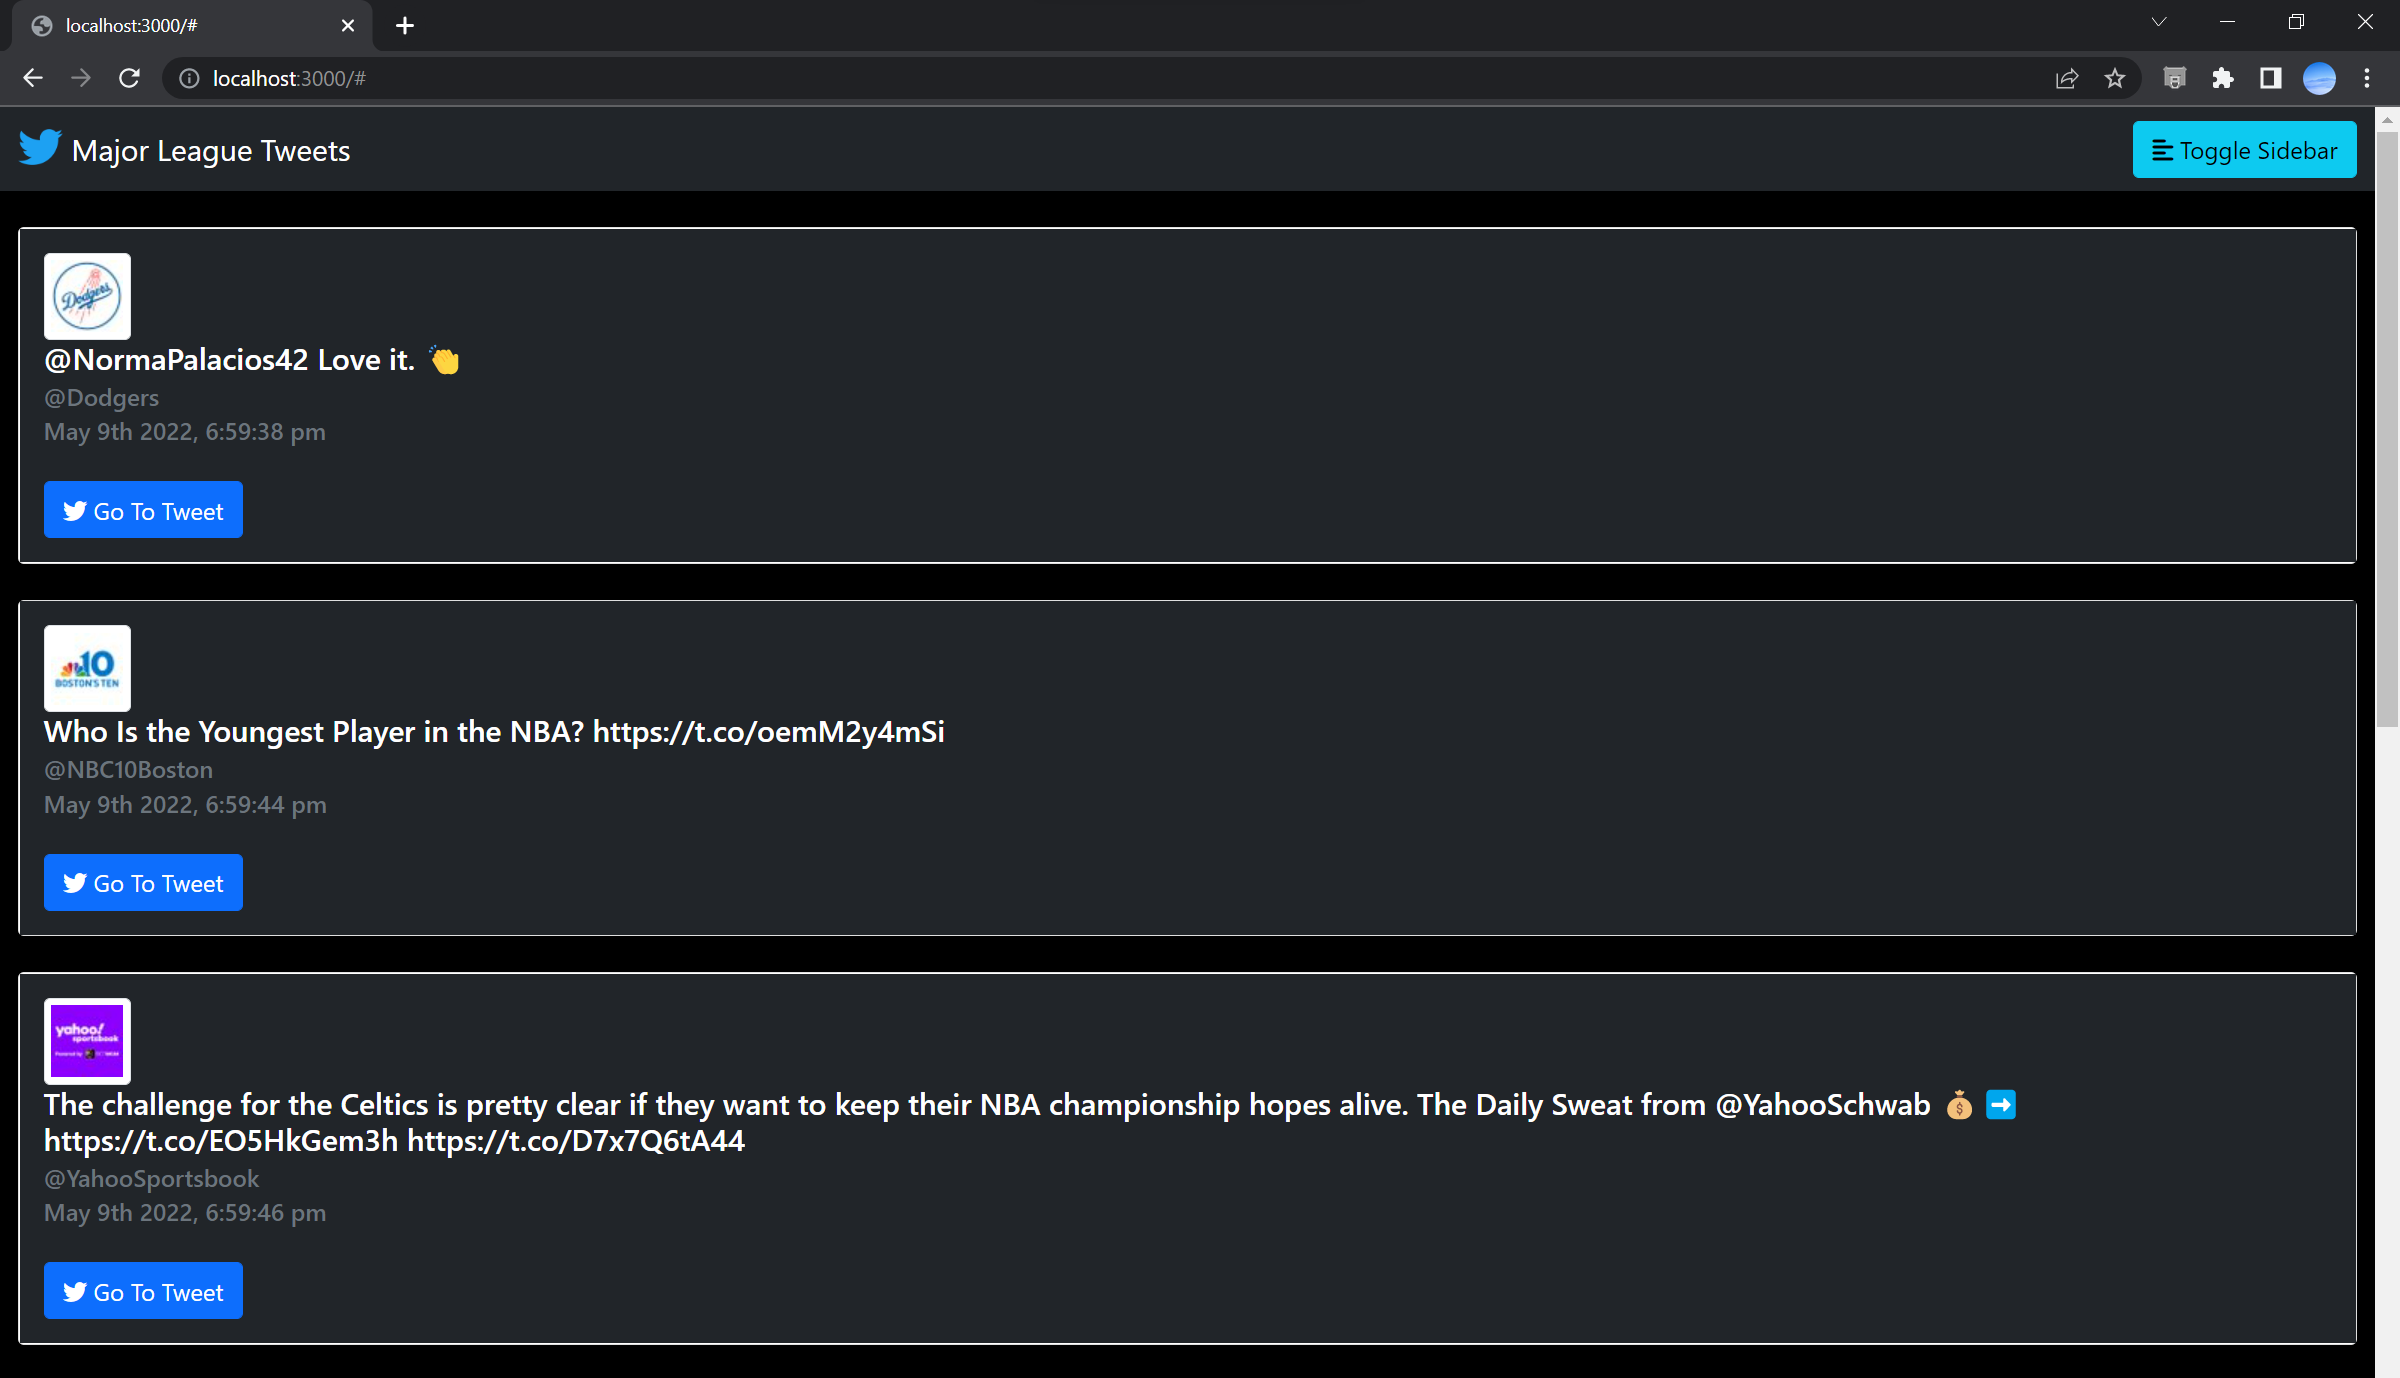 localhost:3000/#
localhost:3000/#
Major League Tweets
Toggle Sidebar
Dodgers
@NormaPalacios42 Love it. 👏
@Dodgers
May 9th 2022, 6:59:38 pm
Go To Tweet
10
BOSTON'S TEN
Who Is the Youngest Player in the NBA? https://t.co/oemM2y4mSi
@NBC10Boston
May 9th 2022, 6:59:44 pm
Go To Tweet
yahoo!
sportsbook
Powered by
The challenge for the Celtics is pretty clear if they want to keep their NBA championship hopes alive. The Daily Sweat from @YahooSchwab 💰 ➡️
https://t.co/EO5HkGem3h https://t.co/D7x7Q6tA44
@YahooSportsbook
May 9th 2022, 6:59:46 pm
Go To Tweet